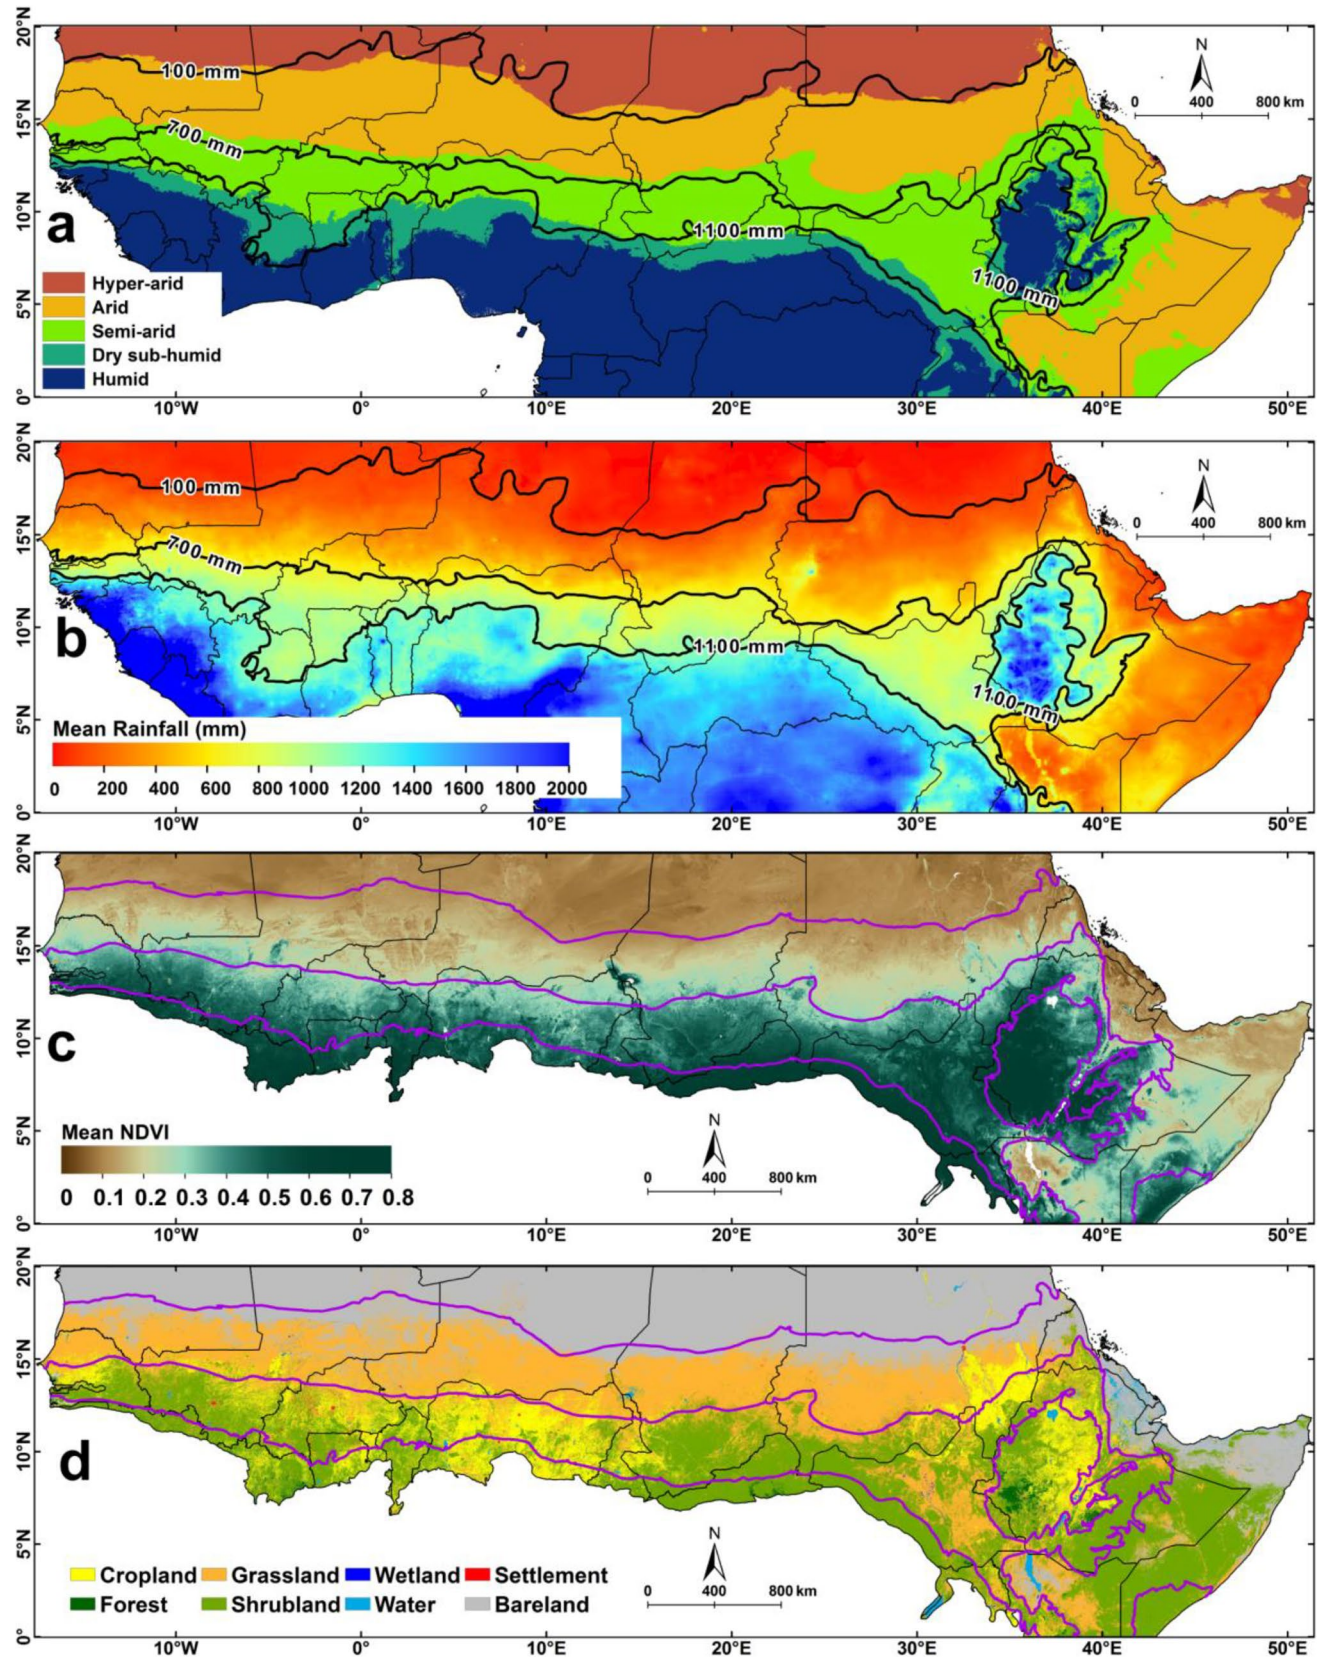 20°N
15°N
10°N
5°N
0°
100 mm
700 mm
1100 mm
1100 mm
N
0 400 800 km
a
Hyper-arid
Arid
Semi-arid
Dry sub-humid
Humid
10°W 0° 10°E 20°E 30°E 40°E 50°E
20°N
15°N
10°N
5°N
0°
100 mm
700 mm
1100 mm
1100 mm
N
0 400 800 km
b
Mean Rainfall (mm)
0 200 400 600 800 1000 1200 1400 1600 1800 2000
10°W 0° 10°E 20°E 30°E 40°E 50°E
20°N
15°N
10°N
5°N
0°
c
Mean NDVI
0 0.1 0.2 0.3 0.4 0.5 0.6 0.7 0.8
N
0 400 800 km
10°W 0° 10°E 20°E 30°E 40°E 50°E
20°N
15°N
10°N
5°N
0°
d
Cropland Grassland Wetland Settlement
Forest Shrubland Water Bareland
N
0 400 800 km
10°W 0° 10°E 20°E 30°E 40°E 50°E